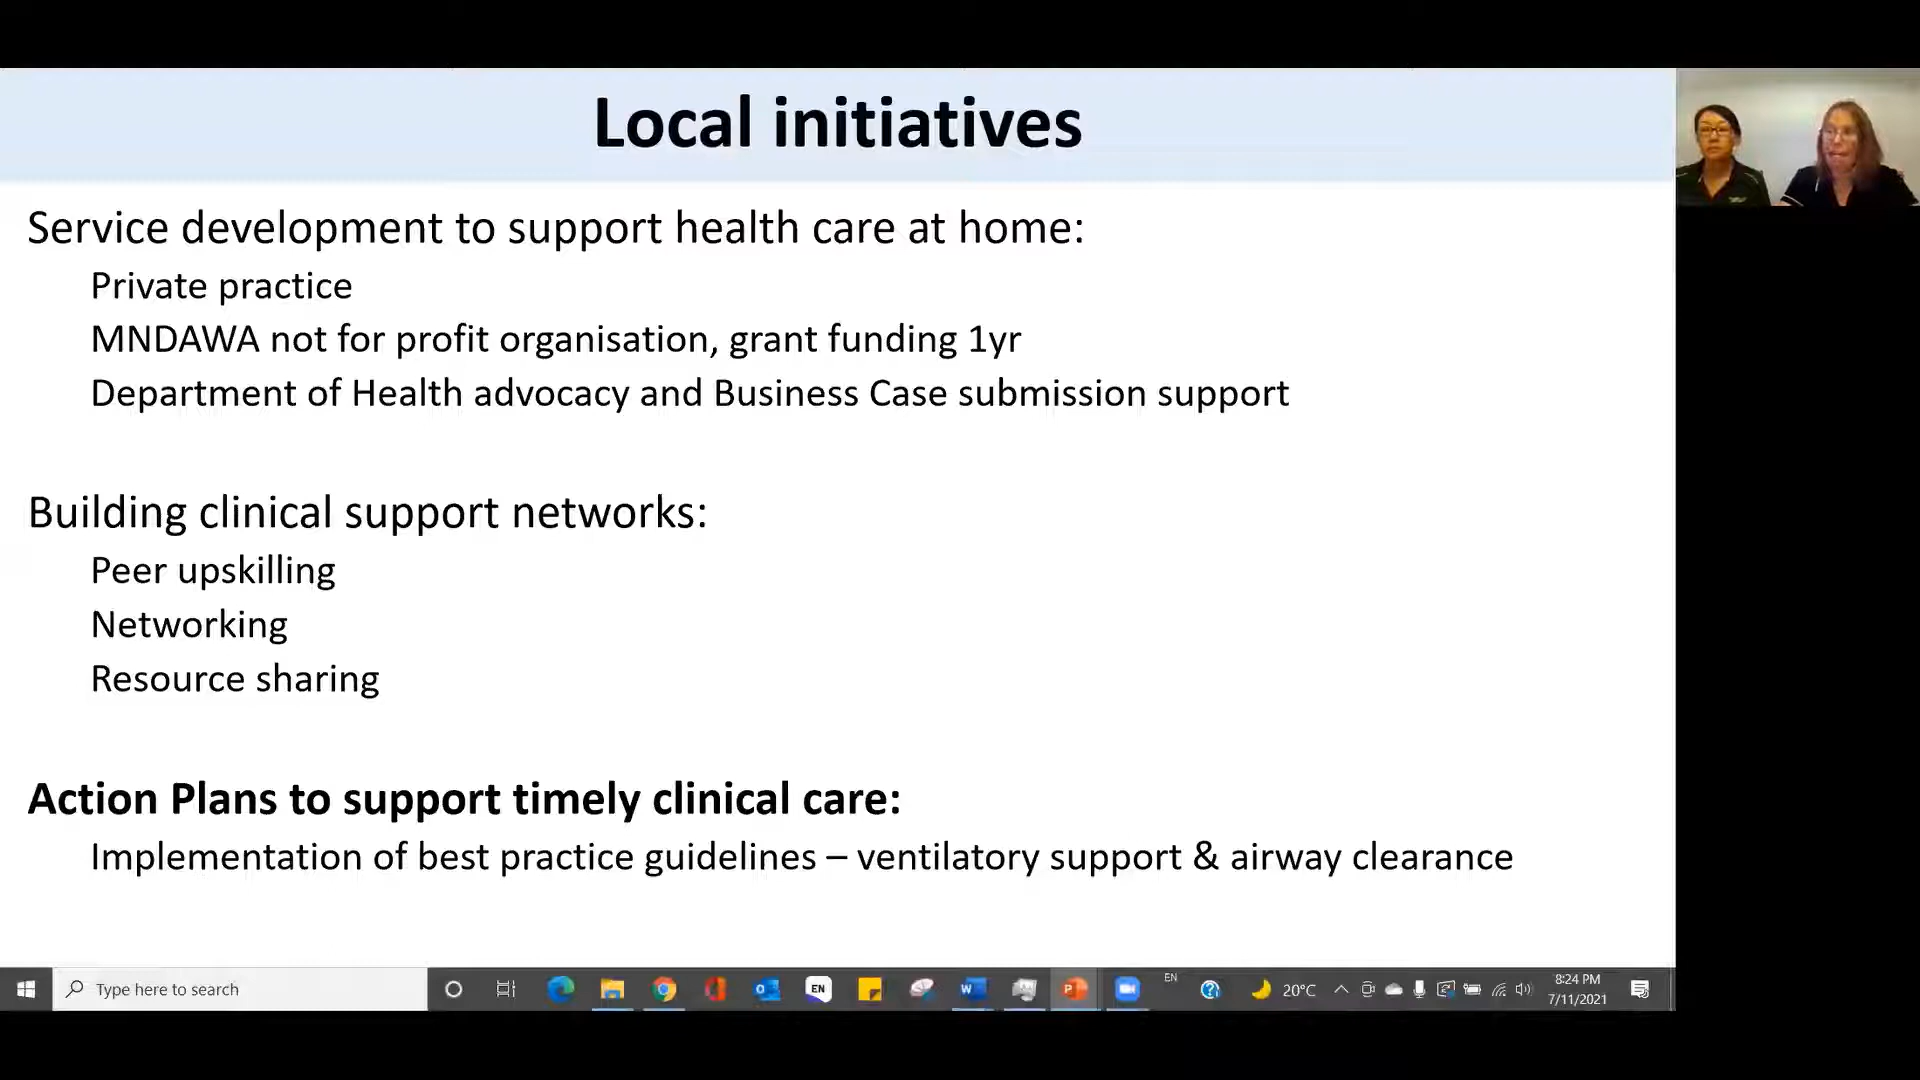 Local initiatives
Service development to support health care at home:
Private practice
MNDAWA not for profit organisation, grant funding 1yr
Department of Health advocacy and Business Case submission support
Building clinical support networks:
Peer upskilling
Networking
Resource sharing
Action Plans to support timely clinical care:
Implementation of best practice guidelines – ventilatory support & airway clearance
Type here to search
EN
W
P
EN
20°C
8:24 PM
7/11/2021